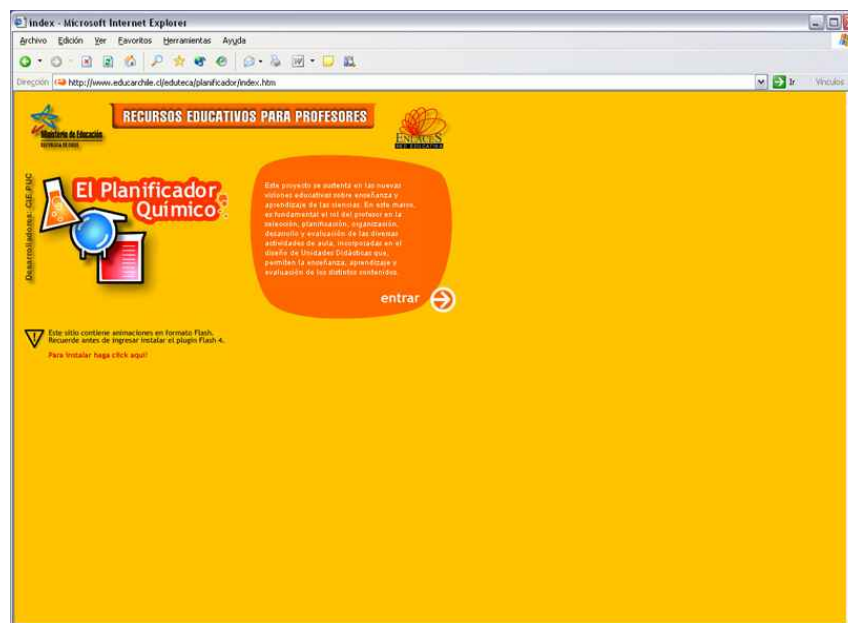 index - Microsoft Internet Explorer
Archivo Edición Ver Favoritos Herramientas Ayuda
Dirección http://www.educarchile.cl/eduteca/planificador/index.htm Ir Vínculos
Ministerio de Educación
RECURSOS EDUCATIVOS PARA PROFESORES
ENLACES
RED EDUCATIVA
Desarrolladores: CIE PUC
El Planificador
Químico
Este proyecto se sustenta en las nuevas
visiones educativas sobre enseñanza y
aprendizaje de las ciencias. En este marco,
es fundamental el rol del profesor en la
selección, planificación, organización,
desarrollo y evaluación de las diversas
actividades de aula, incorporadas en el
diseño de Unidades Didácticas que,
permiten la enseñanza, aprendizaje y
evaluación de los distintos contenidos.
entrar
Este sitio contiene animaciones en formato Flash.
Recuerde antes de ingresar instalar el plugin Flash 4.
Para instalar haga click aquí!